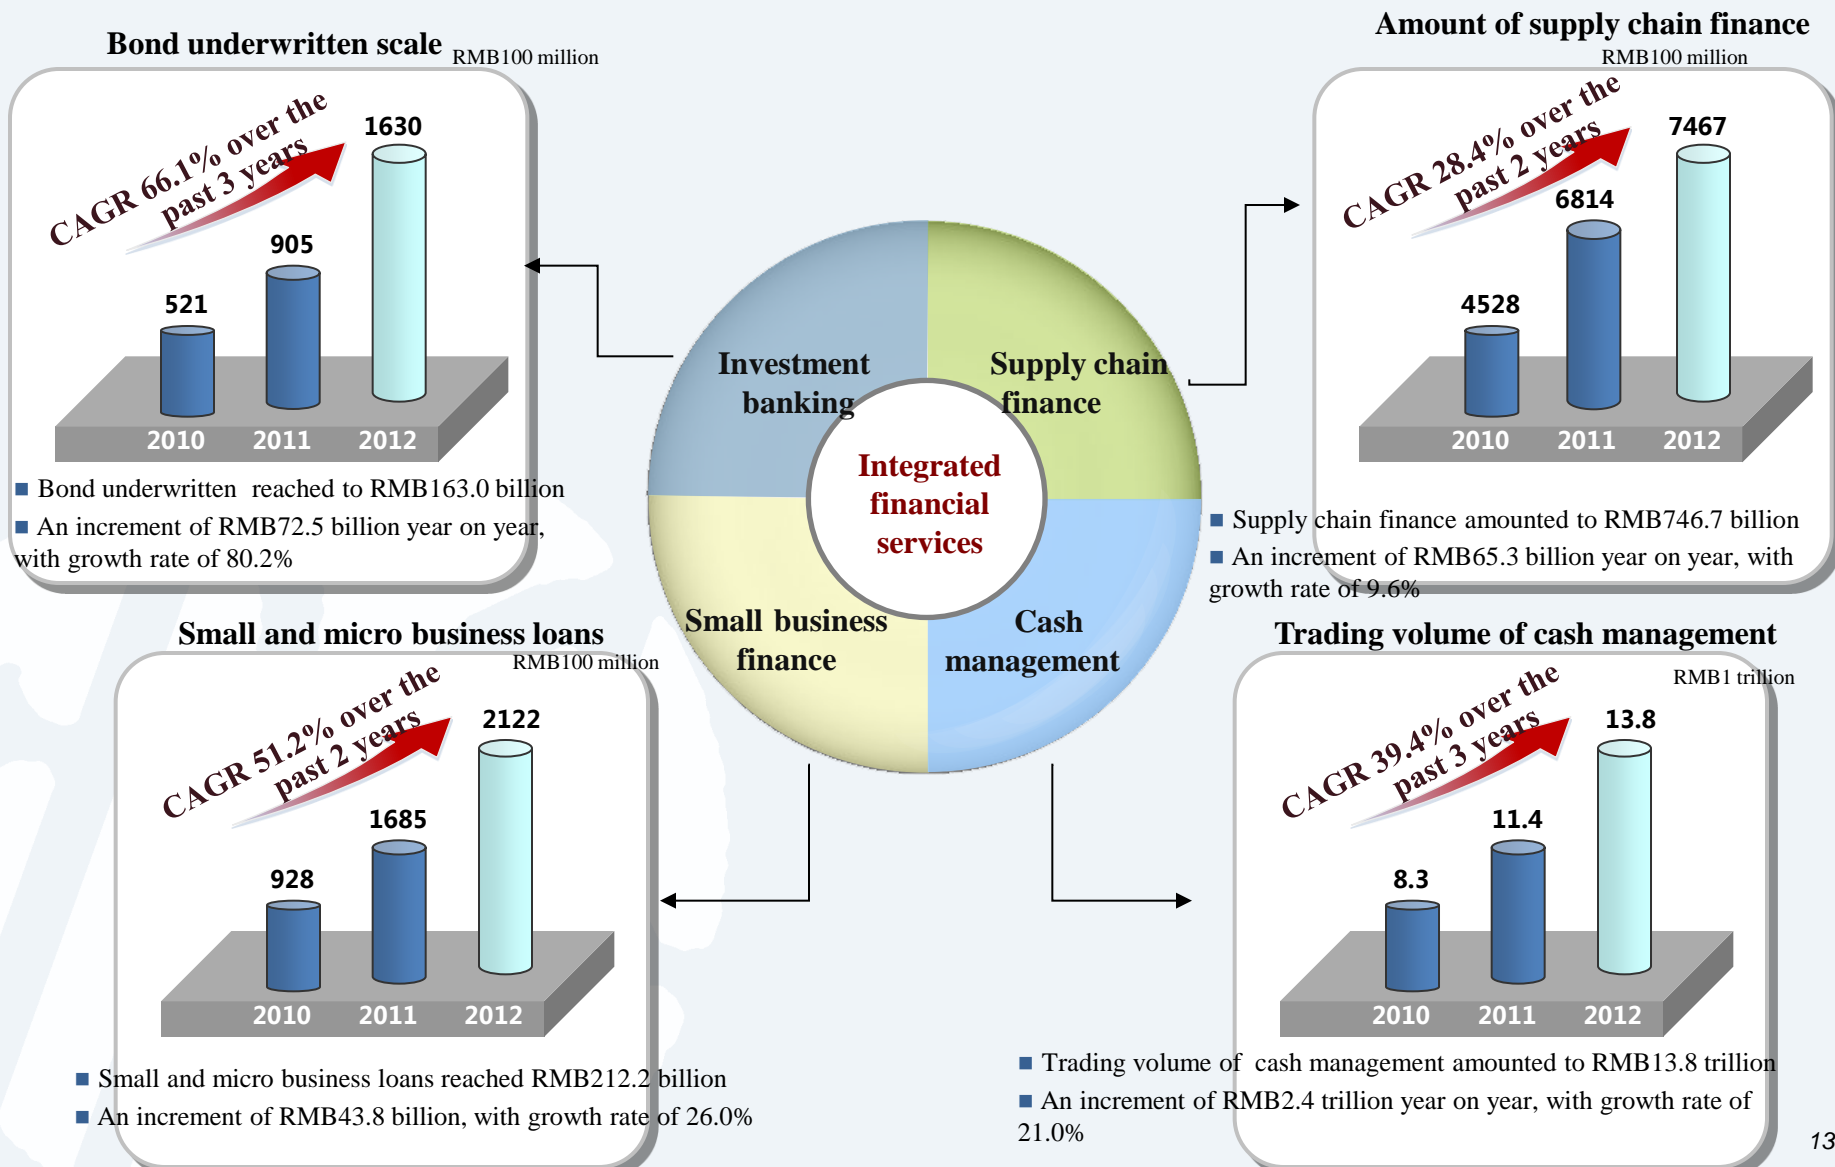 Bond underwritten scale
RMB100 million
CAGR 66.1% over the
past 3 years
1630
905
521
2010 2011 2012
■ Bond underwritten reached to RMB163.0 billion
■ An increment of RMB72.5 billion year on year,
with growth rate of 80.2%
Amount of supply chain finance
RMB100 million
CAGR 28.4% over the
past 2 years
7467
6814
4528
2010 2011 2012
■ Supply chain finance amounted to RMB746.7 billion
■ An increment of RMB65.3 billion year on year, with
growth rate of 9.6%
Investment
banking
Supply chain
finance
Integrated
financial
services
Small business
finance
Cash
management
Small and micro business loans
RMB100 million
CAGR 51.2% over the
past 2 years
2122
1685
928
2010 2011 2012
■ Small and micro business loans reached RMB212.2 billion
■ An increment of RMB43.8 billion, with growth rate of 26.0%
Trading volume of cash management
RMB1 trillion
CAGR 39.4% over the
past 3 years
13.8
11.4
8.3
2010 2011 2012
■ Trading volume of cash management amounted to RMB13.8 trillion
■ An increment of RMB2.4 trillion year on year, with growth rate of
21.0%
13